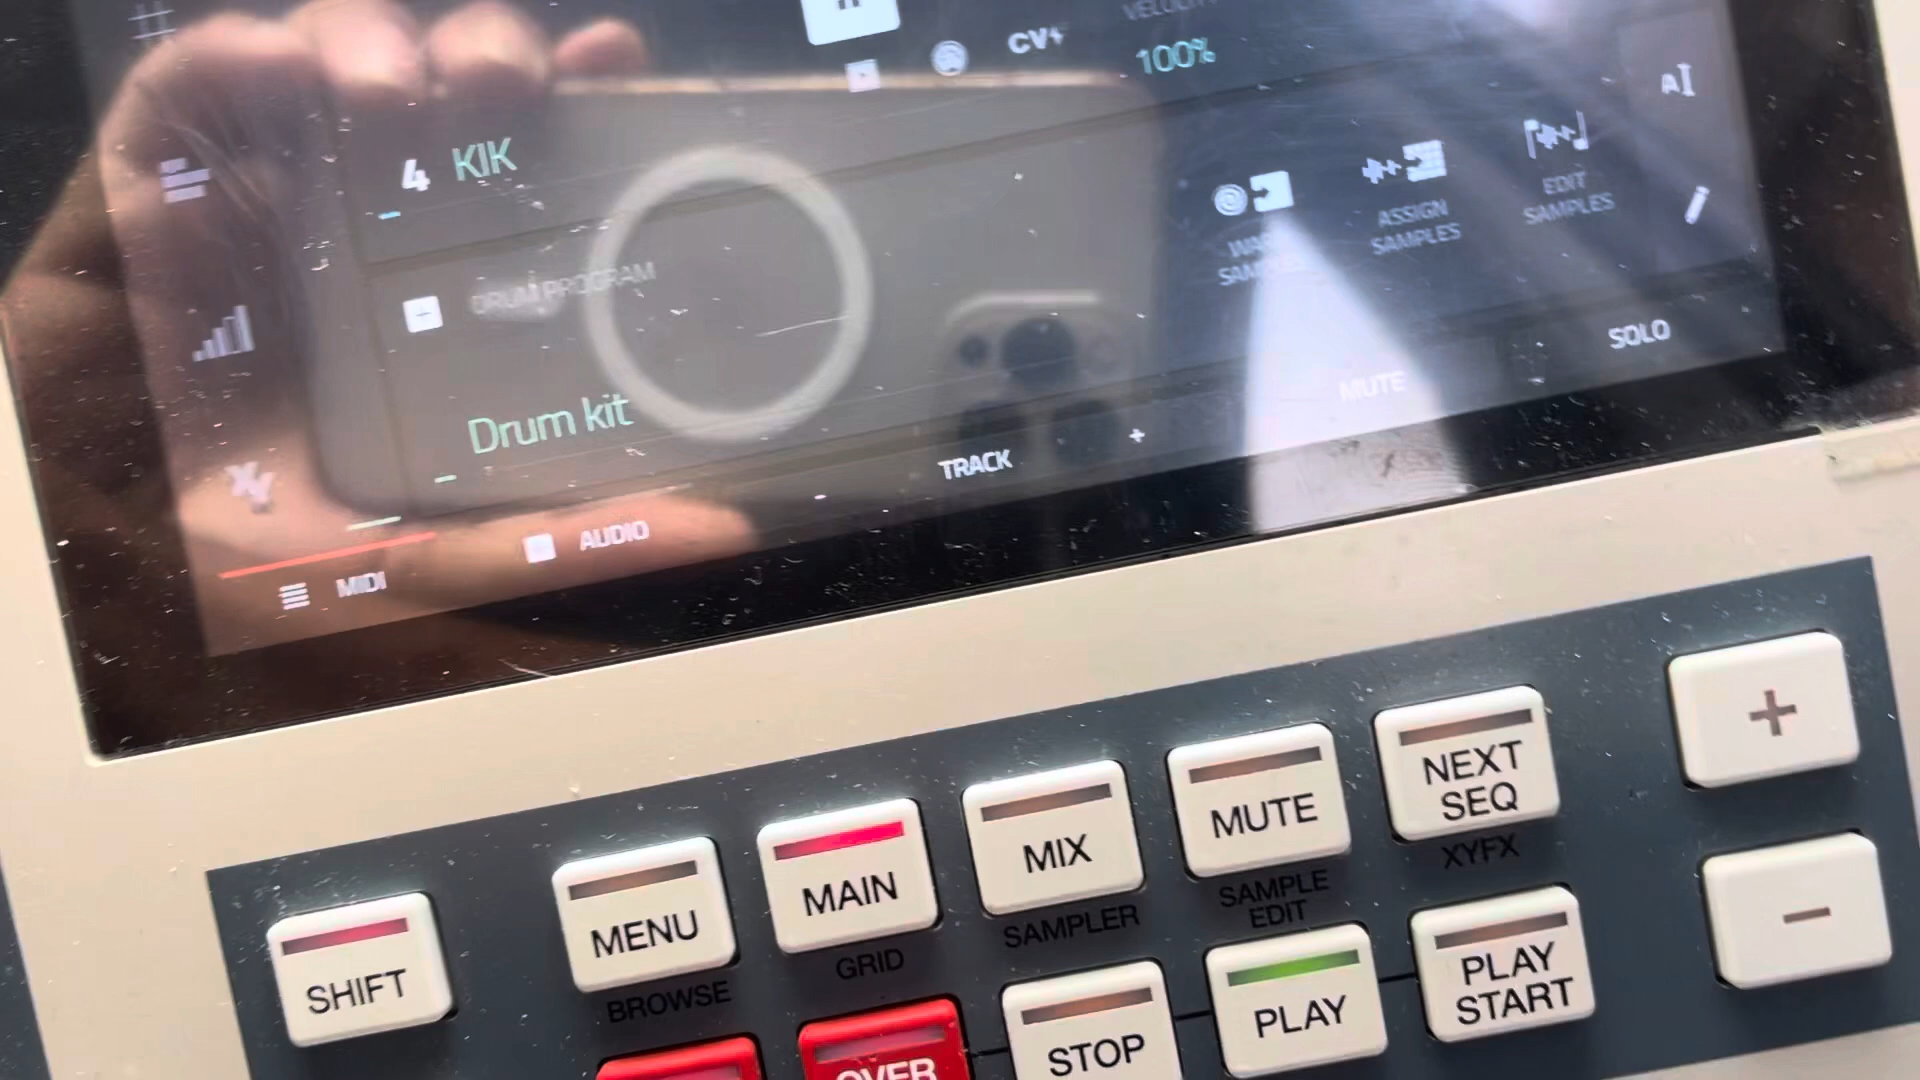 VELOCITY
CV
100%
AI
4 KIK
EDIT
SAMPLES
ASSIGN
SAMPLES
DRUM PROGRAM
Drum kit
SOLO
MUTE
TRACK
+
AUDIO
MIDI
+
NEXT
SEQ
XYFX
MUTE
SAMPLE
EDIT
MIX
SAMPLER
MAIN
GRID
MENU
BROWSE
SHIFT
-
PLAY
START
PLAY
STOP
OVER